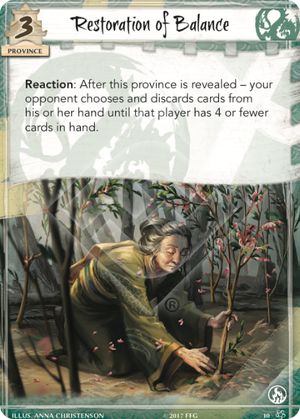 3
Restoration of Balance
PROVINCE
Reaction: After this province is revealed – your
opponent chooses and discards cards from
his or her hand until that player has 4 or fewer
cards in hand.
®
ILLUS. ANNA CHRISTENSON
© 2017 FFG
10